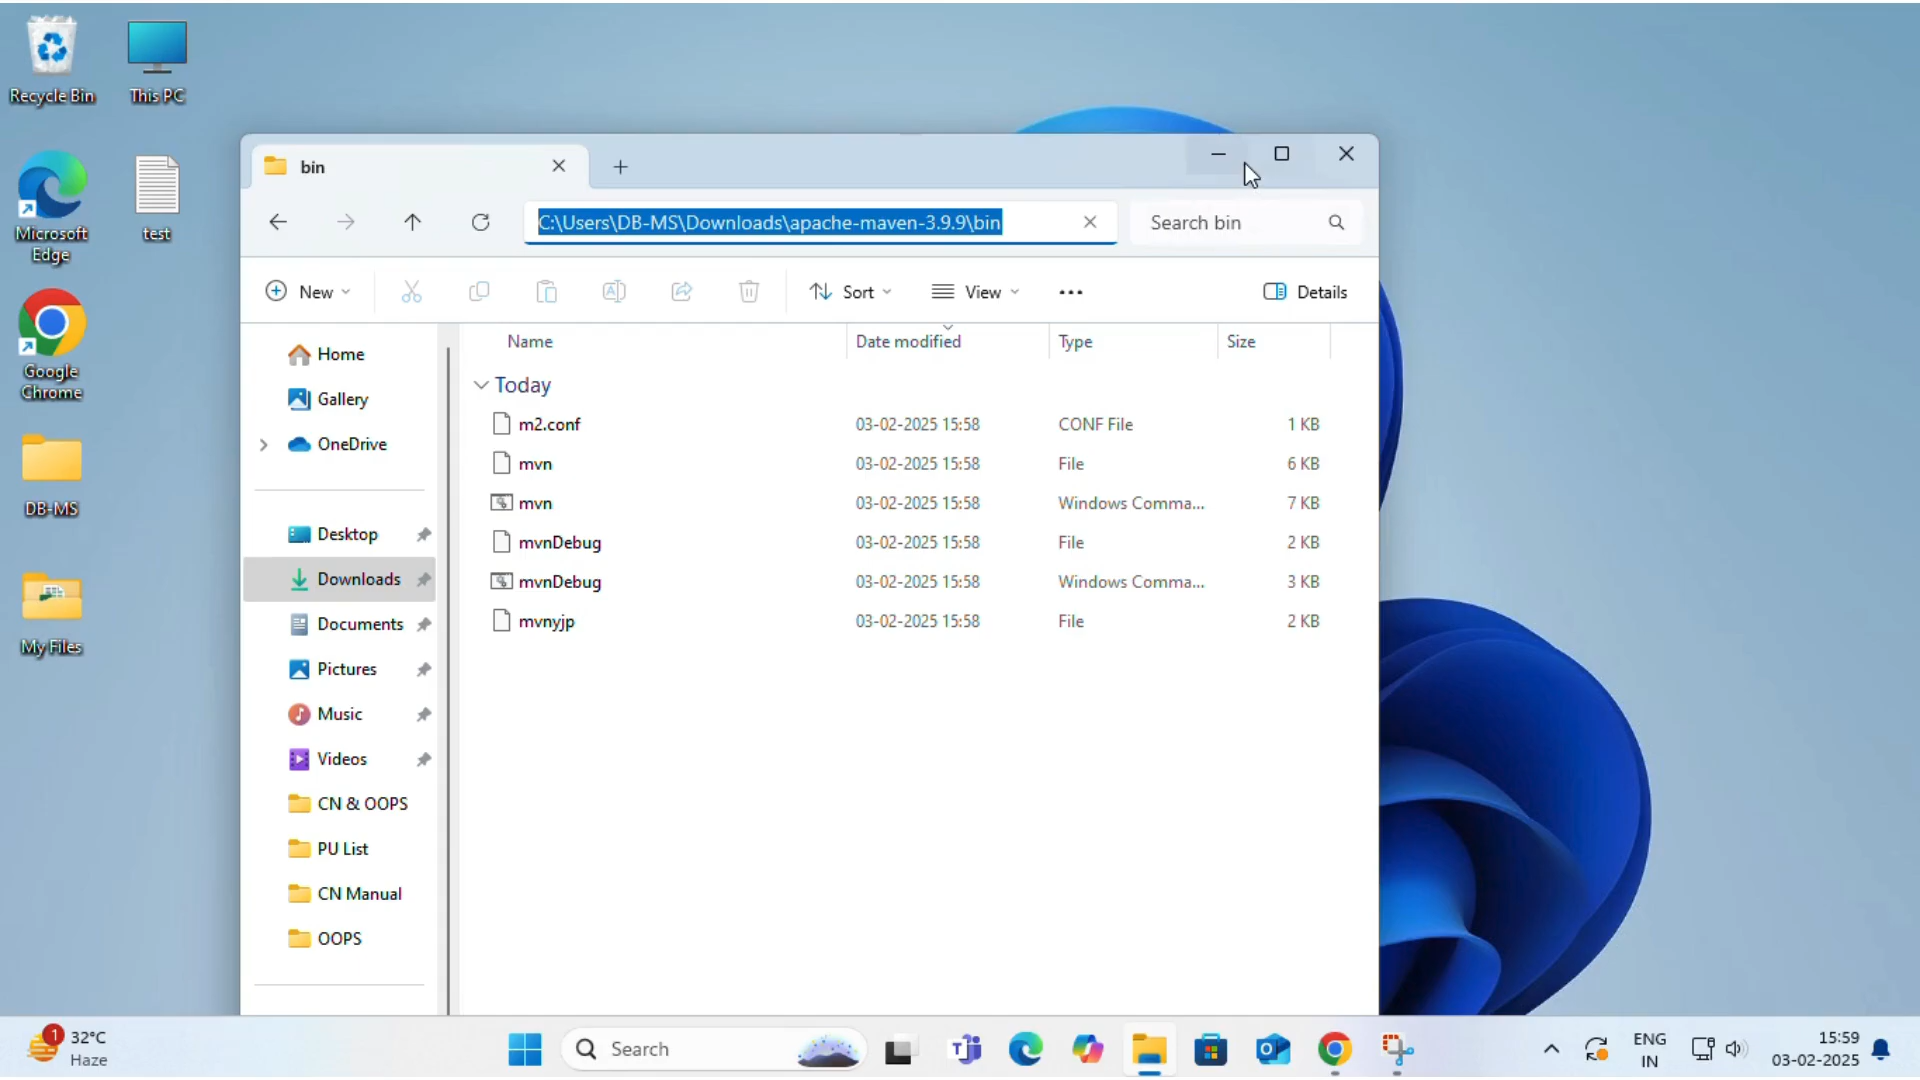 Recycle Bin
This PC
Microsoft
Edge
test
Google
Chrome
DB-MS
My Files
bin
C:\Users\DB-MS\Downloads\apache-maven-3.9.9\bin
Search bin
New
Sort
View
Details
Home
Gallery
OneDrive
Desktop
Downloads
Documents
Pictures
Music
Videos
CN & OOPS
PU List
CN Manual
OOPS
Name Date modified Type Size
Today
m2.conf 03-02-2025 15:58 CONF File 1 KB
mvn 03-02-2025 15:58 File 6 KB
mvn 03-02-2025 15:58 Windows Comma... 7 KB
mvnDebug 03-02-2025 15:58 File 2 KB
mvnDebug 03-02-2025 15:58 Windows Comma... 3 KB
mvnyjp 03-02-2025 15:58 File 2 KB
1
32°C
Haze
Search
ENG
IN
15:59
03-02-2025